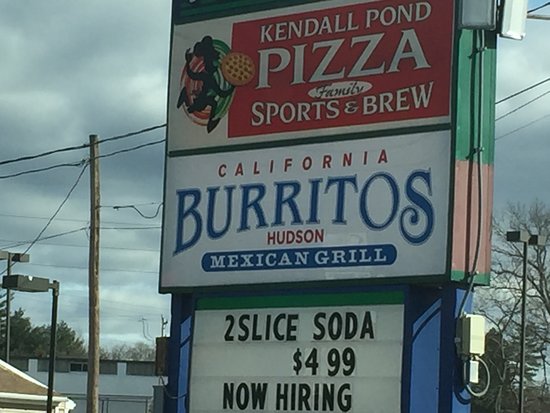 KENDALL POND
PIZZA
Family
SPORTS & BREW
CALIFORNIA
BURRITOS
HUDSON
MEXICAN GRILL
2SLICE SODA
$4 99
NOW HIRING